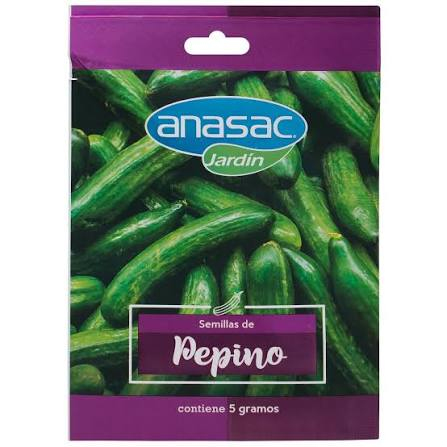 anasac
Jardín
Semillas de
Pepino
contiene 5 gramos